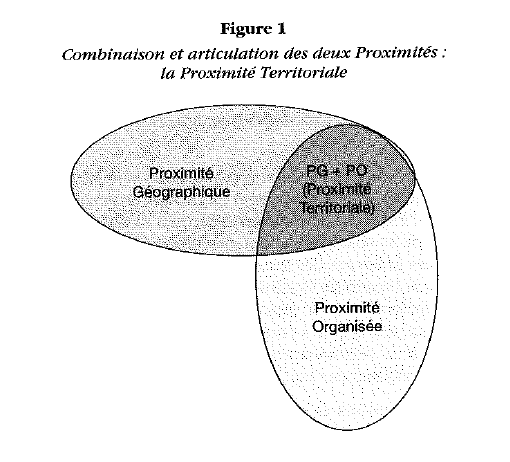 Figure 1
Combinaison et articulation des deux Proximités :
la Proximité Territoriale
Proximité
Géographique
PG + PO
(Proximité
Territoriale)
Proximité
Organisée